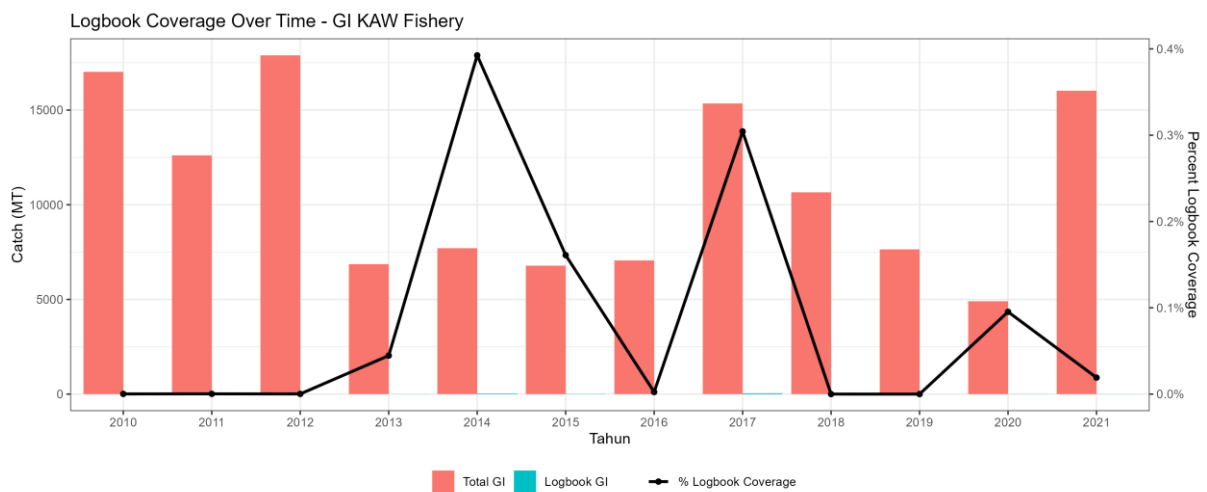 Logbook Coverage Over Time - GI KAW Fishery
Catch (MT)
15000
10000
5000
0
0.4%
0.3%
0.2%
0.1%
0.0%
Percent Logbook Coverage
2010 2011 2012 2013 2014 2015 2016 2017 2018 2019 2020 2021
Tahun
Total GI Logbook GI % Logbook Coverage